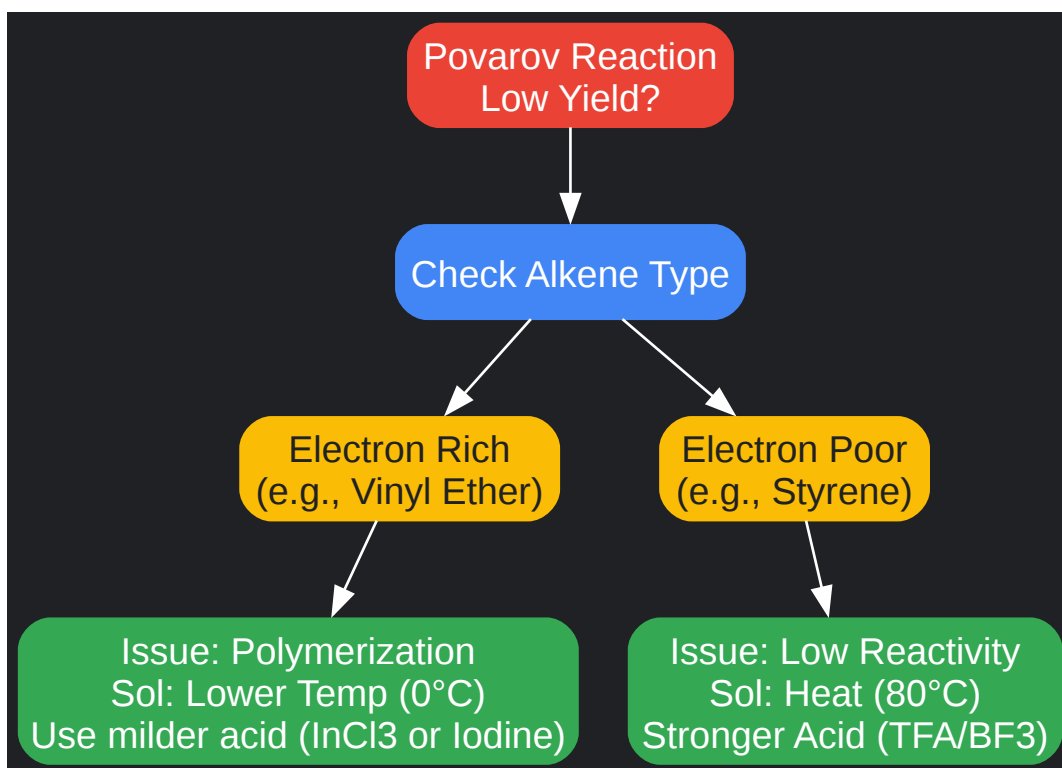 Povarov Reaction
Low Yield?
Check Alkene Type
Electron Rich
(e.g., Vinyl Ether)
Electron Poor
(e.g., Styrene)
Issue: Polymerization
Sol: Lower Temp (0°C)
Use milder acid (InCl3 or Iodine)
Issue: Low Reactivity
Sol: Heat (80°C)
Stronger Acid (TFA/BF3)